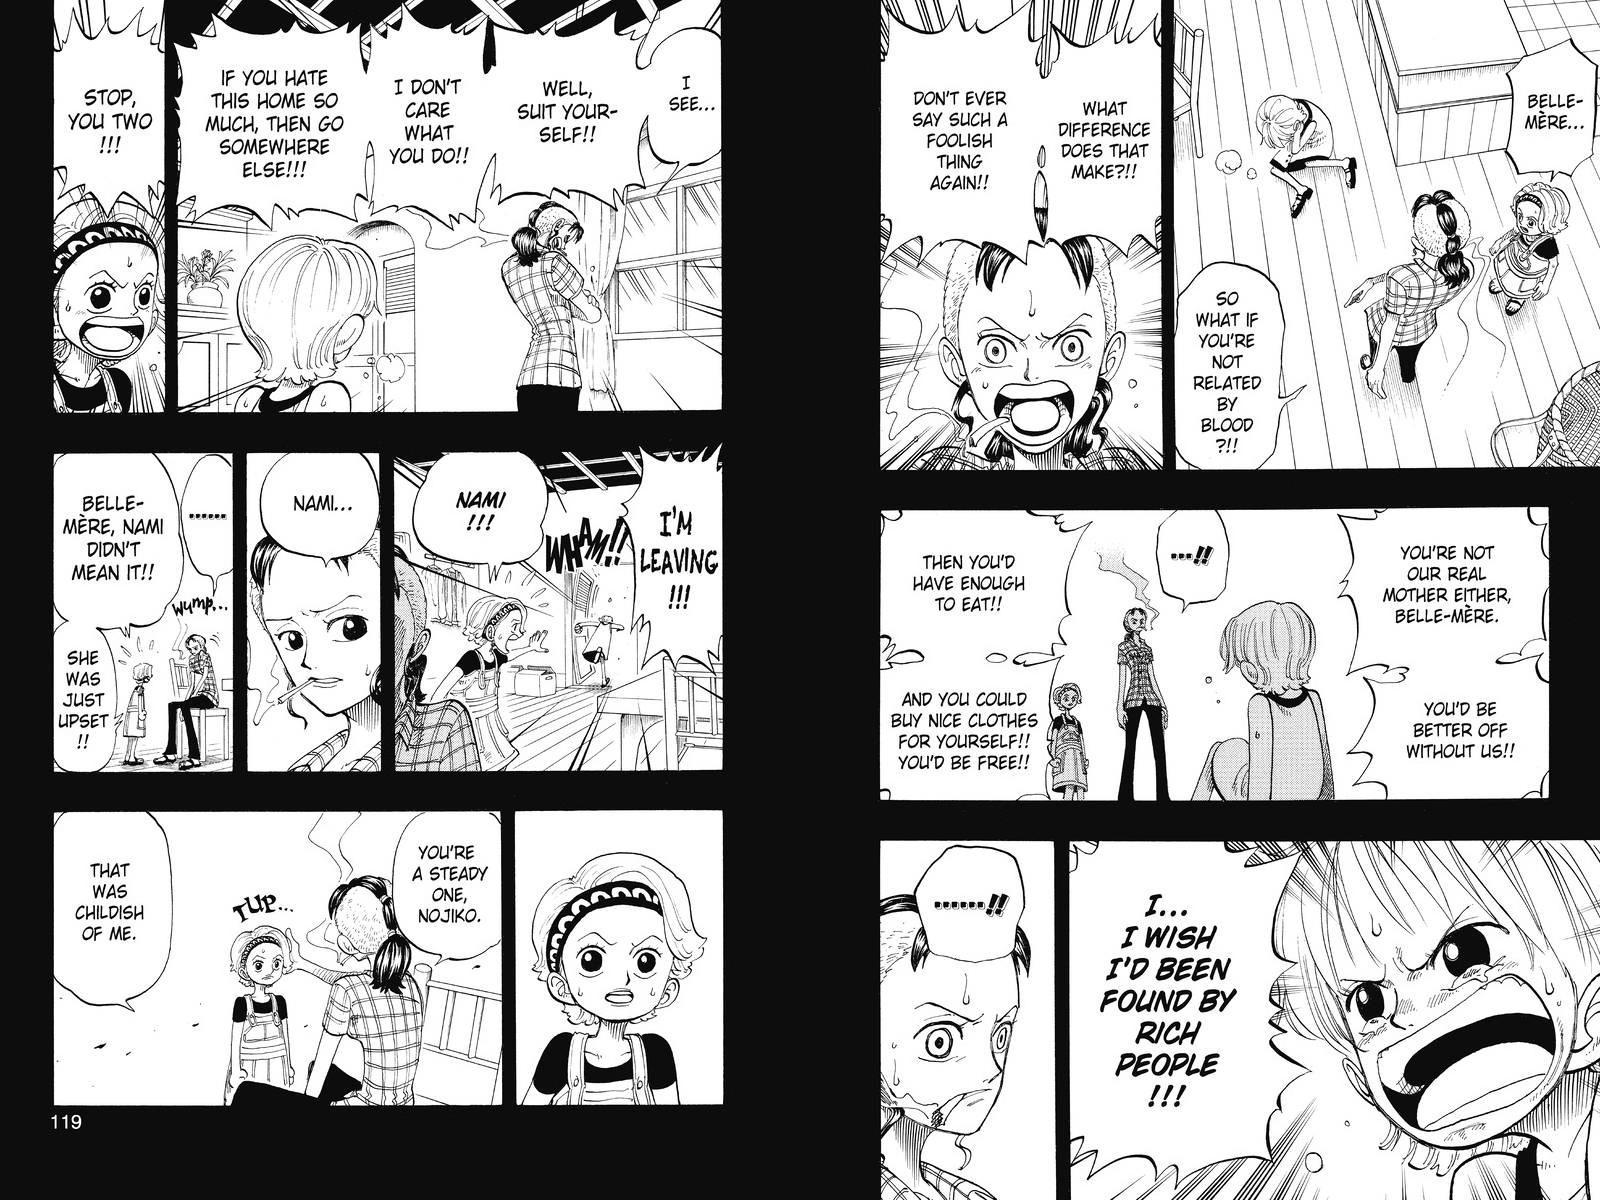 BELLE-
MÈRE...
SO
WHAT IF
YOU'RE
NOT
RELATED
BY
BLOOD
?!!
WHAT
DIFFERENCE
DOES THAT
MAKE?!!
DON'T EVER
SAY SUCH A
FOOLISH
THING
AGAIN!!
YOU'RE NOT
OUR REAL
MOTHER EITHER,
BELLE-MÈRE.
YOU'D BE
BETTER OFF
WITHOUT US!!
...!!
THEN YOU'D
HAVE ENOUGH
TO EAT!!
AND YOU COULD
BUY NICE CLOTHES
FOR YOURSELF!!
YOU'D BE FREE!!
I...
I WISH
I'D BEEN
FOUND BY
RICH
PEOPLE
!!!
......!!
I
SEE...
WELL,
SUIT YOUR-
SELF!!
I DON'T
CARE
WHAT
YOU DO!!
IF YOU HATE
THIS HOME SO
MUCH, THEN GO
SOMEWHERE
ELSE!!!
STOP,
YOU TWO
!!!
I'M
LEAVING
!!!
WHAM!!
NAMI
!!!
NAMI...
......
WUMP...
BELLE-
MÈRE, NAMI
DIDN'T
MEAN IT!!
SHE
WAS
JUST
UPSET
!!
YOU'RE
A STEADY
ONE,
NOJIKO.
TUP...
THAT
WAS
CHILDISH
OF ME.
119